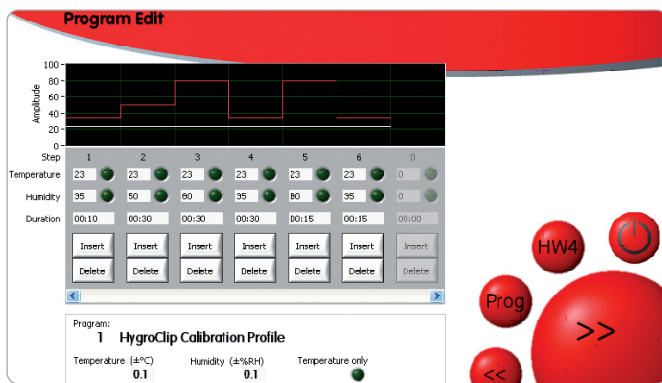 Program Edit
100
80
60
40
20
0
Amplitude
Step 1 2 3 4 5 6 0
Temperature 23 23 23 23 23 23 0
Humidity 35 50 80 35 80 35 0
Duration 00:10 00:30 00:30 00:30 00:15 00:15 00:00
Insert Insert Insert Insert Insert Insert Insert
Delete Delete Delete Delete Delete Delete Delete
Program:
1 HygroClip Calibration Profile
Temperature (±°C) Humidity (±%RH) Temperature only
0.1 0.1
HW4
Prog
>>
<<